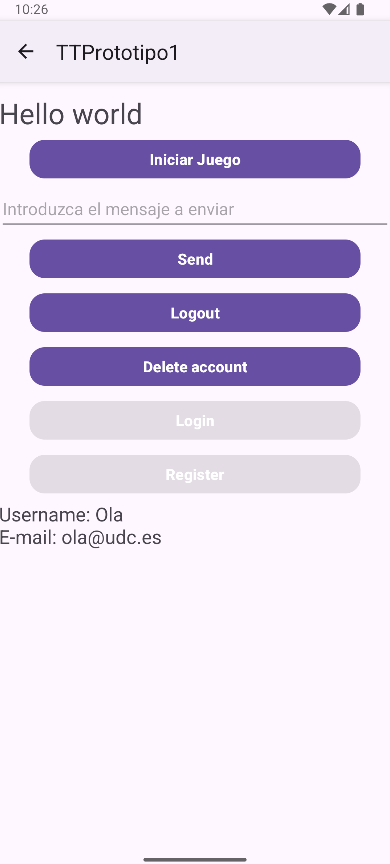 10:26
TTPrototipo1
Hello world
Iniciar Juego
Introduzca el mensaje a enviar
Send
Logout
Delete account
Login
Register
Username: Ola
E-mail: ola@udc.es